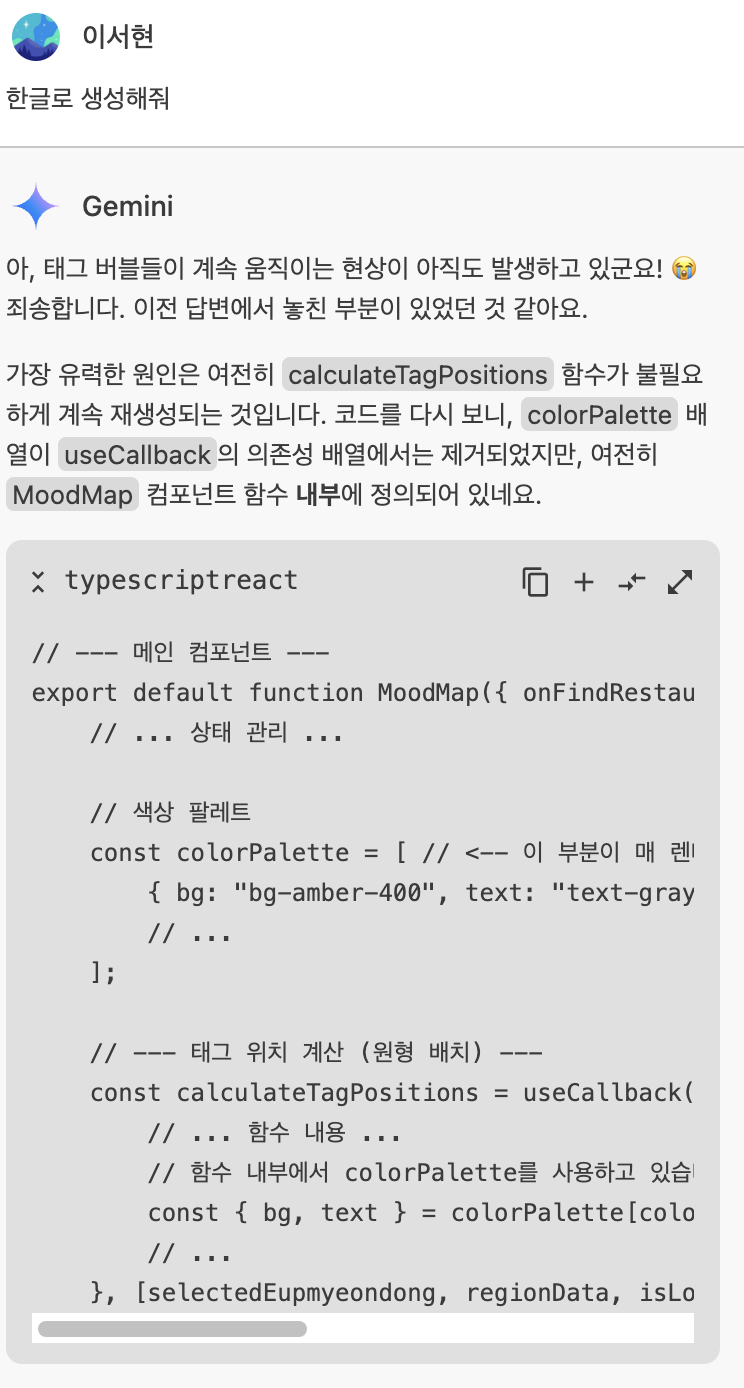 이서현
한글로 생성해줘
Gemini
아, 태그 버블들이 계속 움직이는 현상이 아직도 발생하고 있군요! 😭
죄송합니다. 이전 답변에서 놓친 부분이 있었던 것 같아요.
가장 유력한 원인은 여전히 calculateTagPositions 함수가 불필요
하게 계속 재생성되는 것입니다. 코드를 다시 보니, colorPalette 배
열이 useCallback의 의존성 배열에서는 제거되었지만, 여전히
MoodMap 컴포넌트 함수 내부에 정의되어 있네요.
typescriptreact
// --- 메인 컴포넌트 ---
export default function MoodMap({ onFindRestau
// ... 상태 관리 ...
// 색상 팔레트
const colorPalette = [ // <-- 이 부분이 매
{ bg: "bg-amber-400", text: "text-gray
// ...
];
// --- 태그 위치 계산 (원형 배치) ---
const calculateTagPositions = useCallback(
// ... 함수 내용 ...
// 함수 내부에서 colorPalette를 사용하고
const { bg, text } = colorPalette[colo
// ...
}, [selectedEupmyeondong, regionData, isLo